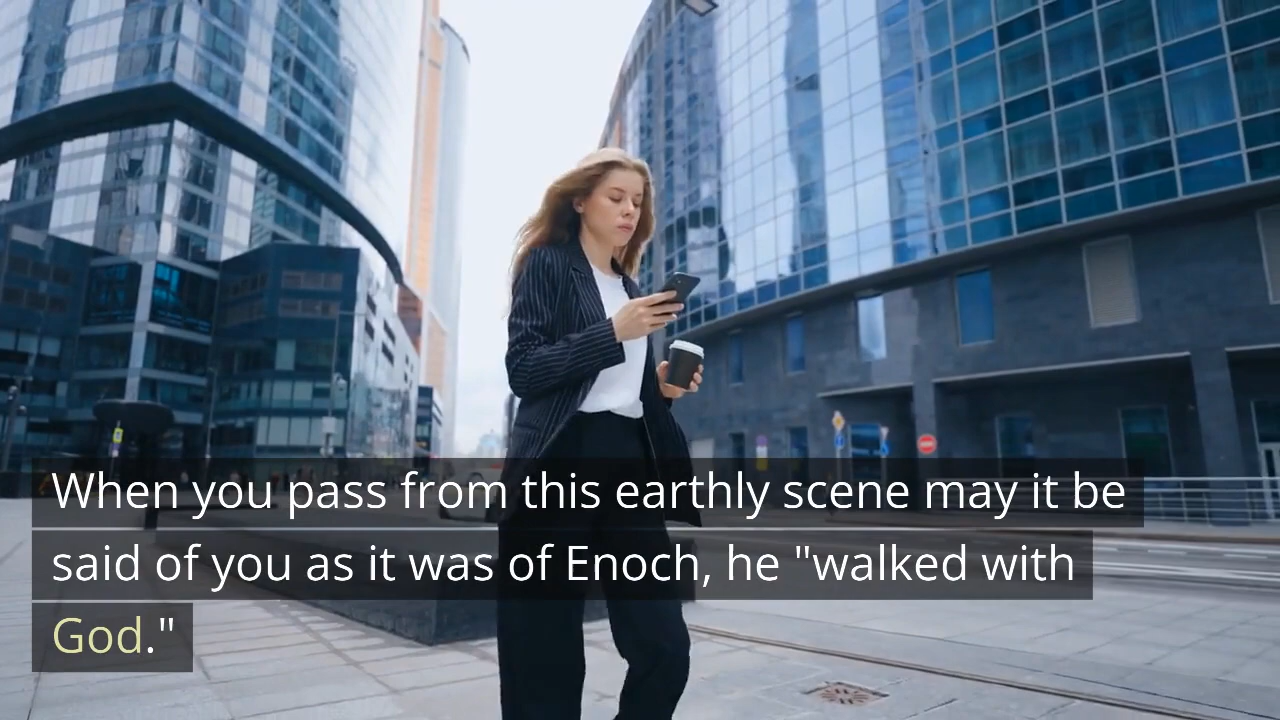 When you pass from this earthly scene may it be
said of you as it was of Enoch, he "walked with
God."